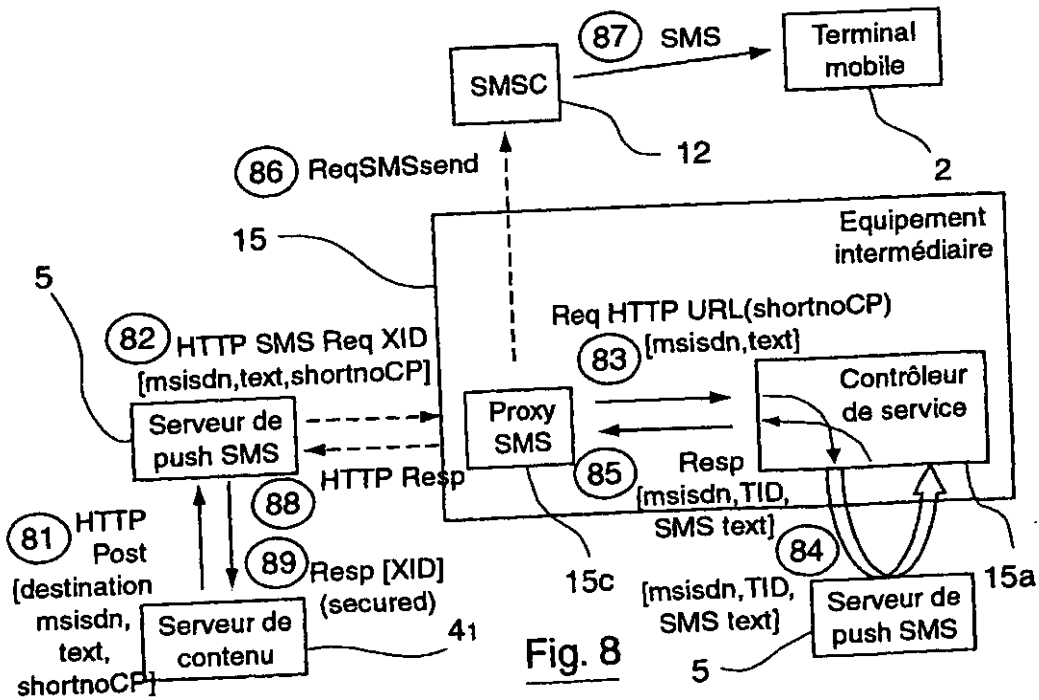 87 SMS
Terminal
mobile
SMSC
12
2
86 ReqSMSsend
15
Equipement
intermédiaire
5
82 HTTP SMS Req XID
[msisdn,text,shortnoCP]
Req HTTP URL(shortnoCP)
83 [msisdn,text]
Contrôleur
de service
Serveur de
push SMS
Proxy
SMS
HTTP Resp
88
85 Resp
[msisdn,TID,
SMS text]
81 HTTP
Post
[destination
msisdn,
text,
shortnoCP]
89 Resp [XID]
(secured)
84
[msisdn,TID,
SMS text]
15c
15a
Serveur de
contenu
41
Serveur de
push SMS
5
Fig. 8